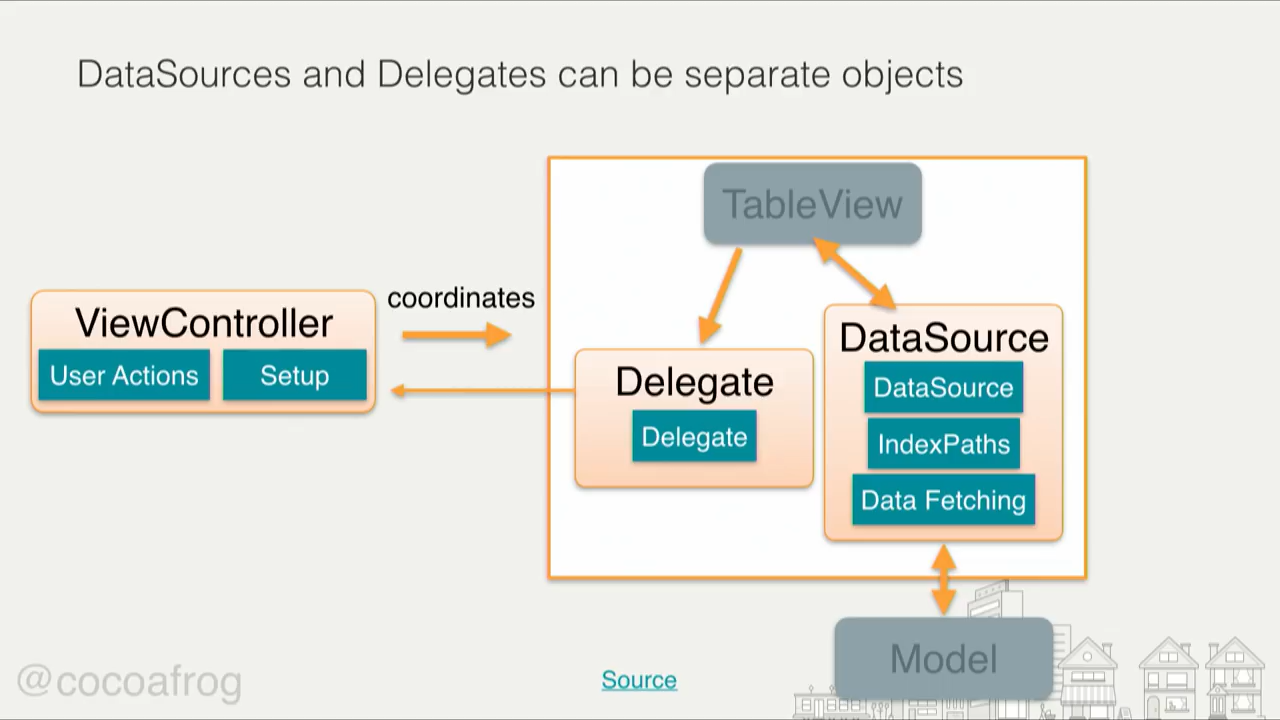 DataSources and Delegates can be separate objects
TableView
coordinates
ViewController
User Actions
Setup
Delegate
Delegate
DataSource
DataSource
IndexPaths
Data Fetching
Model
Source
@cocoafrog